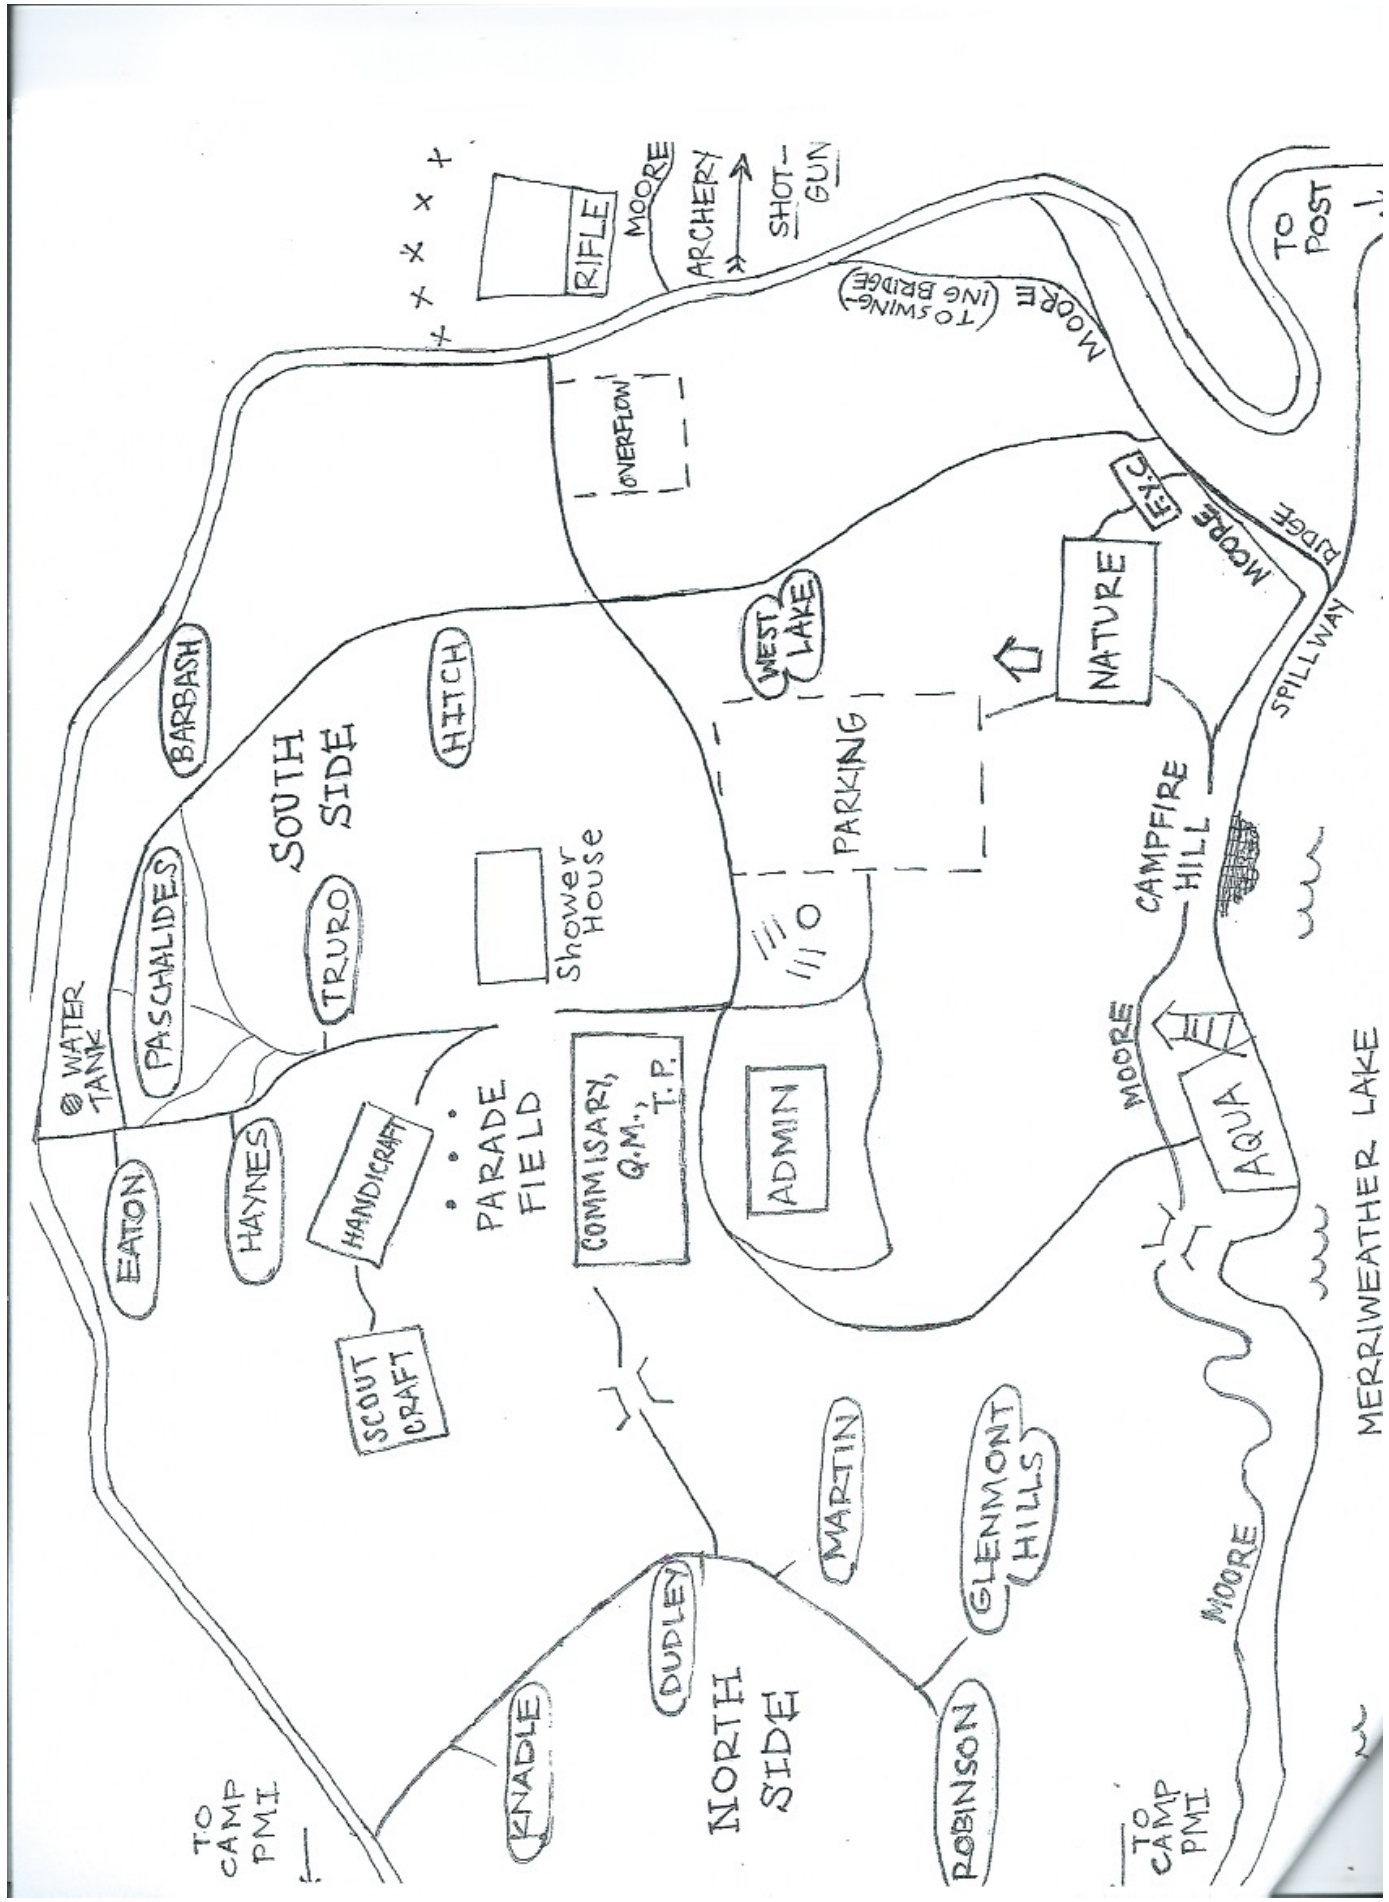 TO
CAMP
PMI
WATER
TANK
EATON
PASCHALIDES
BARBASH
HAYNES
SOUTH
SIDE
TRURO
HANDICRAFT
SCOUT
CRAFT
HITCH
RIFLE
MOORE
ARCHERY
SHOT-
GUN
PARADE
FIELD
Shower
HOUSE
KNADLE
COMMISARY,
Q.M.,
T.P.
OVERFLOW
DUDLEY
NORTH
SIDE
ADMIN
WEST
LAKE
PARKING
MARTIN
(TO SWING-
ING BRIDGE)
MOORE
MOORE
ROBINSON
GLENMONT
HILLS
NATURE
F.Y.C
MOORE
RIDGE
SPILLWAY
CAMPFIRE
HILL
MOORE
AQUA
TO
POST
MOORE
TO
CAMP
PMI
MERRIWEATHER LAKE